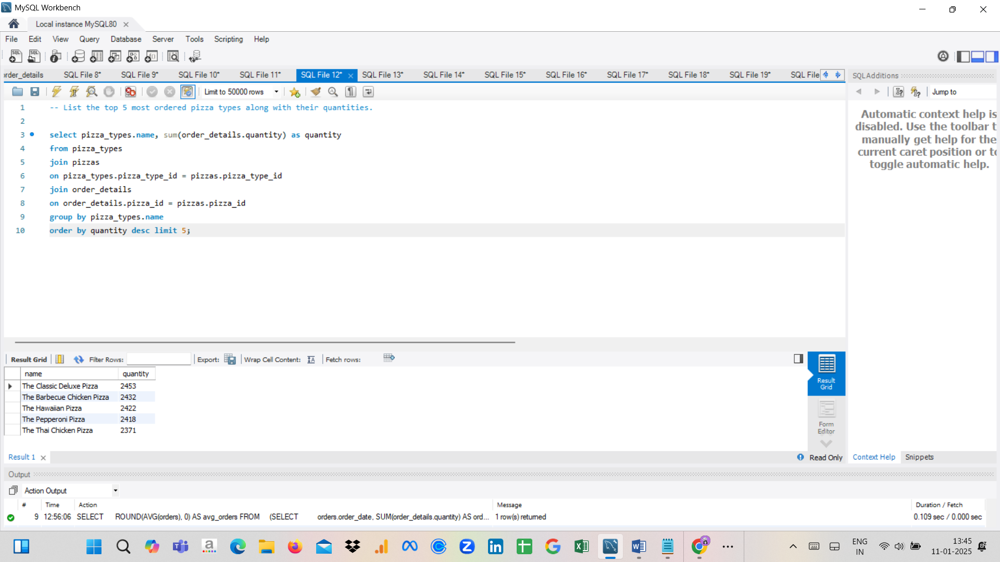 MySQL Workbench
Local instance MySQL80
File Edit View Query Database Server Tools Scripting Help
order_details SQL File 8* SQL File 9* SQL File 10* SQL File 11* SQL File 12* SQL File 13* SQL File 14* SQL File 15* SQL File 16* SQL File 17* SQL File 18* SQL File 19* SQL File
SQLAdditions
Limit to 50000 rows
Jump to
1 -- List the top 5 most ordered pizza types along with their quantities.
2
3 select pizza_types.name, sum(order_details.quantity) as quantity
4 from pizza_types
5 join pizzas
6 on pizza_types.pizza_type_id = pizzas.pizza_type_id
7 join order_details
8 on order_details.pizza_id = pizzas.pizza_id
9 group by pizza_types.name
10 order by quantity desc limit 5;
Automatic context help is
disabled. Use the toolbar t
manually get help for the
current caret position or to
toggle automatic help.
Result Grid Filter Rows: Export: Wrap Cell Content: Fetch rows:
name quantity
The Classic Deluxe Pizza 2453
The Barbecue Chicken Pizza 2432
The Hawaiian Pizza 2422
The Pepperoni Pizza 2418
The Thai Chicken Pizza 2371
Result
Grid
Form
Editor
Result 1
Read Only
Context Help Snippets
Output
Action Output
# Time Action Message Duration / Fetch
9 12:56:06 SELECT ROUND(AVG(orders), 0) AS avg_orders FROM (SELECT orders.order_date, SUM(order_details.quantity) AS ord... 1 row(s) returned 0.109 sec / 0.000 sec
ENG
IN
13:45
11-01-2025